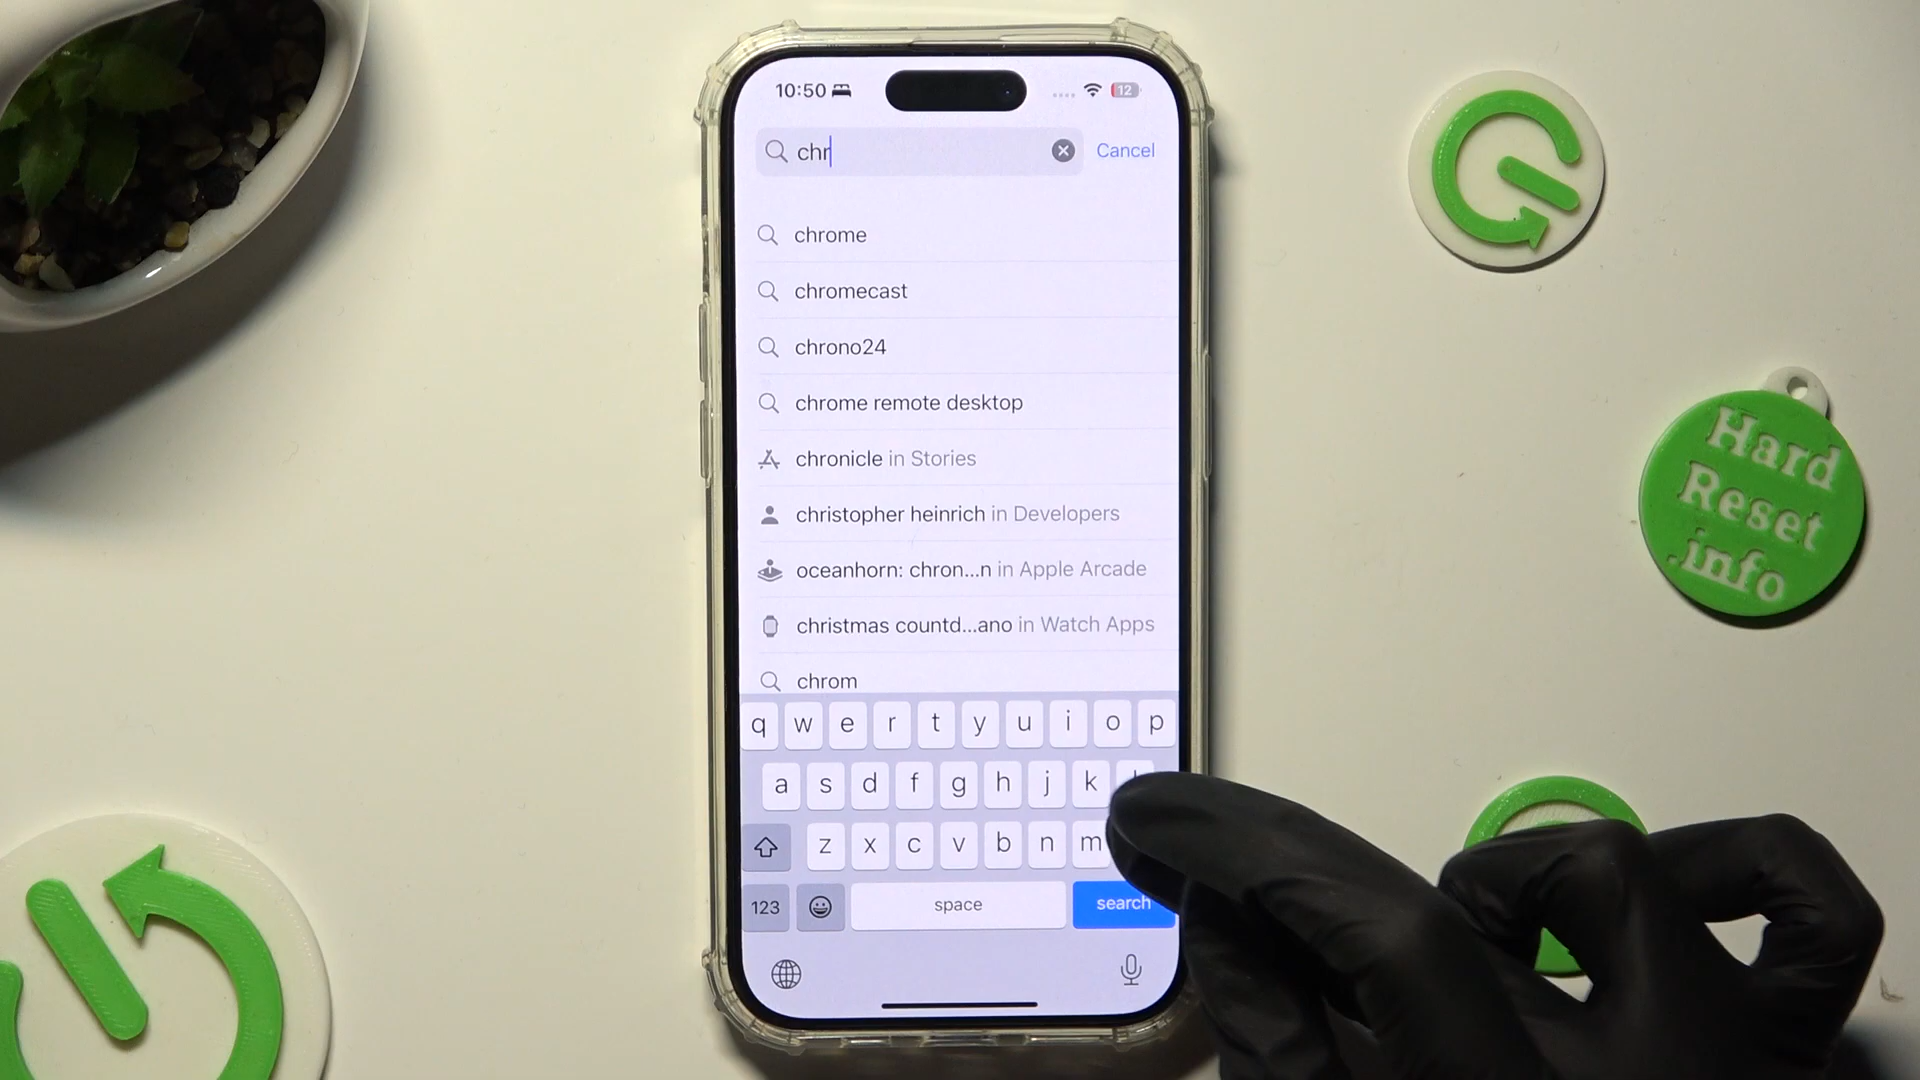 10:50
12
chr
Cancel
chrome
chromecast
chrono24
chrome remote desktop
chronicle in Stories
christopher heinrich in Developers
oceanhorn: chron...n in Apple Arcade
christmas countd...ano in Watch Apps
chrom
q w e r t y u i o p
a s d f g h j k
z x c v b n m
123
space
search
Hard
Reset
.info